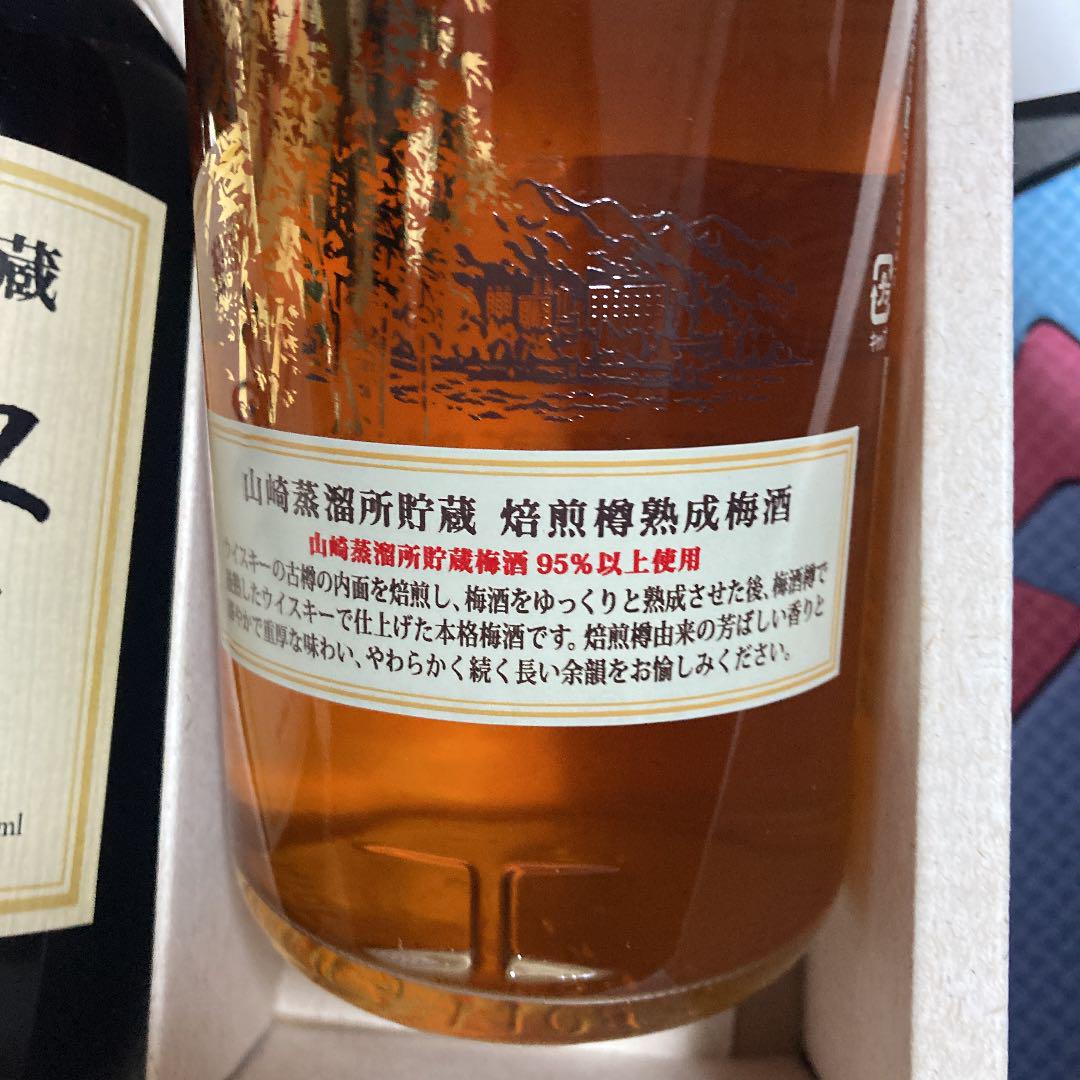 蔵
ス
ml
山崎蒸溜所貯蔵 焙煎樽熟成梅酒
山崎蒸溜所貯蔵梅酒 95%以上使用
ウイスキーの古樽の内面を焙煎し、梅酒をゆっくりと熟成させた後、梅酒樽で
後熟したウイスキーで仕上げた本格梅酒です。焙煎樽由来の芳ばしい香りと
華やかで重厚な味わい、やわらかく続く長い余韻をお愉しみください。